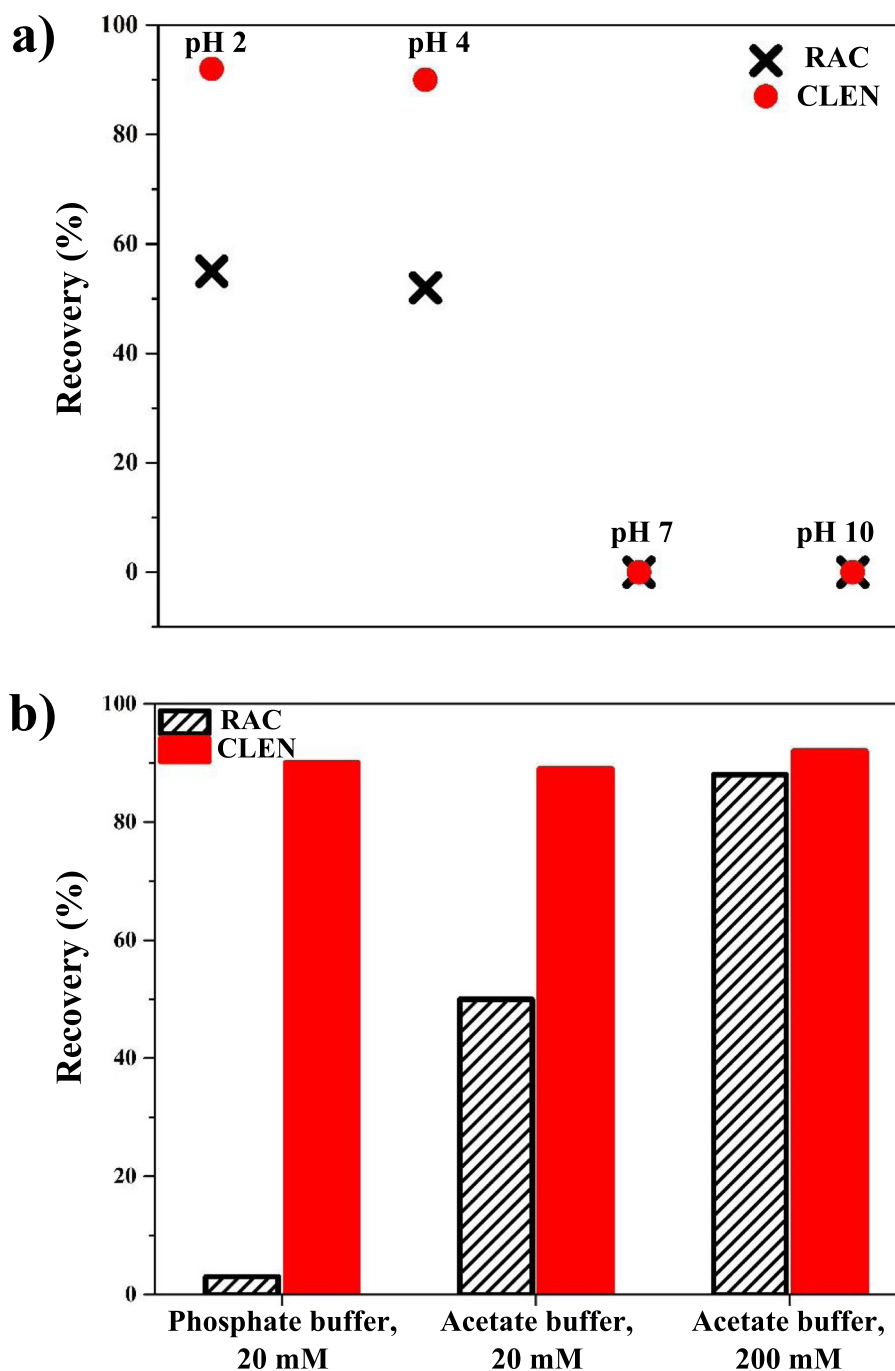 a)
100
80
60
40
20
0
Recovery (%)
pH 2
pH 4
RAC
CLEN
pH 7
pH 10
b)
100
80
60
40
20
0
Recovery (%)
RAC
CLEN
Phosphate buffer,
20 mM
Acetate buffer,
20 mM
Acetate buffer,
200 mM